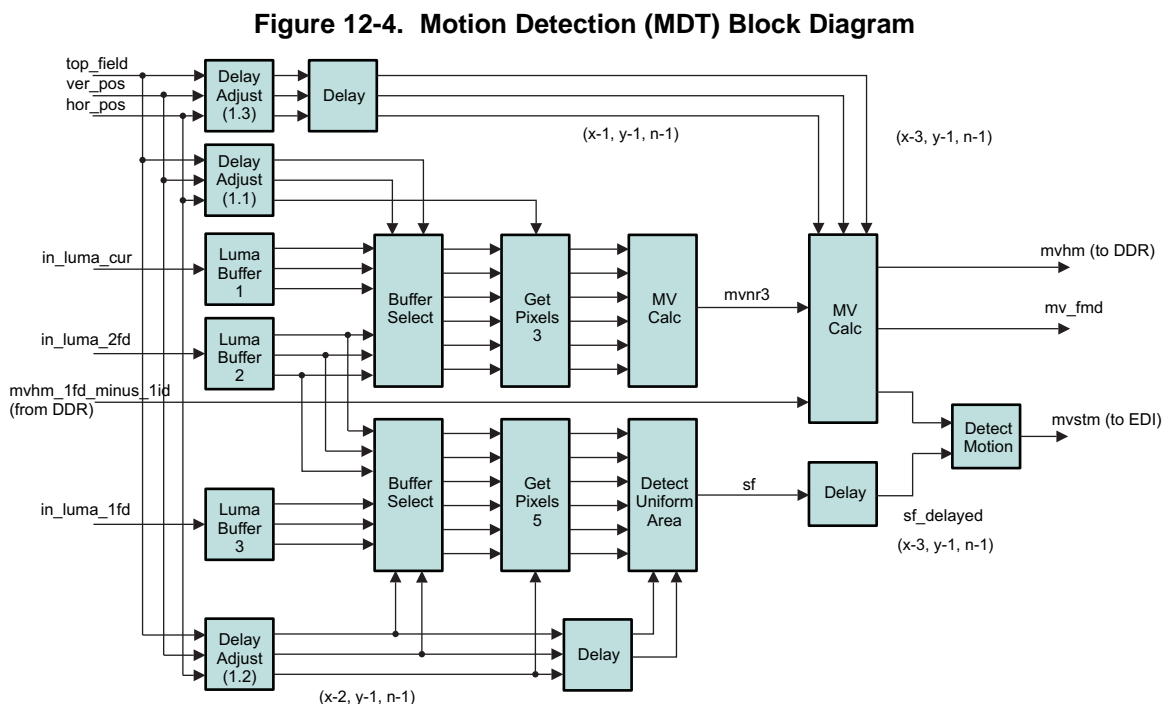 Figure 12-4. Motion Detection (MDT) Block Diagram
top_field
ver_pos
hor_pos
Delay
Adjust
(1.3)
Delay
(x-1, y-1, n-1)
(x-3, y-1, n-1)
Delay
Adjust
(1.1)
in_luma_cur
Luma
Buffer
1
Buffer
Select
Get
Pixels
3
MV
Calc
mvnr3
MV
Calc
mvhm (to DDR)
mv_fmd
in_luma_2fd
Luma
Buffer
2
mvhm_1fd_minus_1id
(from DDR)
Detect
Motion
mvstm (to EDI)
in_luma_1fd
Luma
Buffer
3
Buffer
Select
Get
Pixels
5
Detect
Uniform
Area
sf
Delay
sf_delayed
(x-3, y-1, n-1)
Delay
Adjust
(1.2)
Delay
(x-2, y-1, n-1)